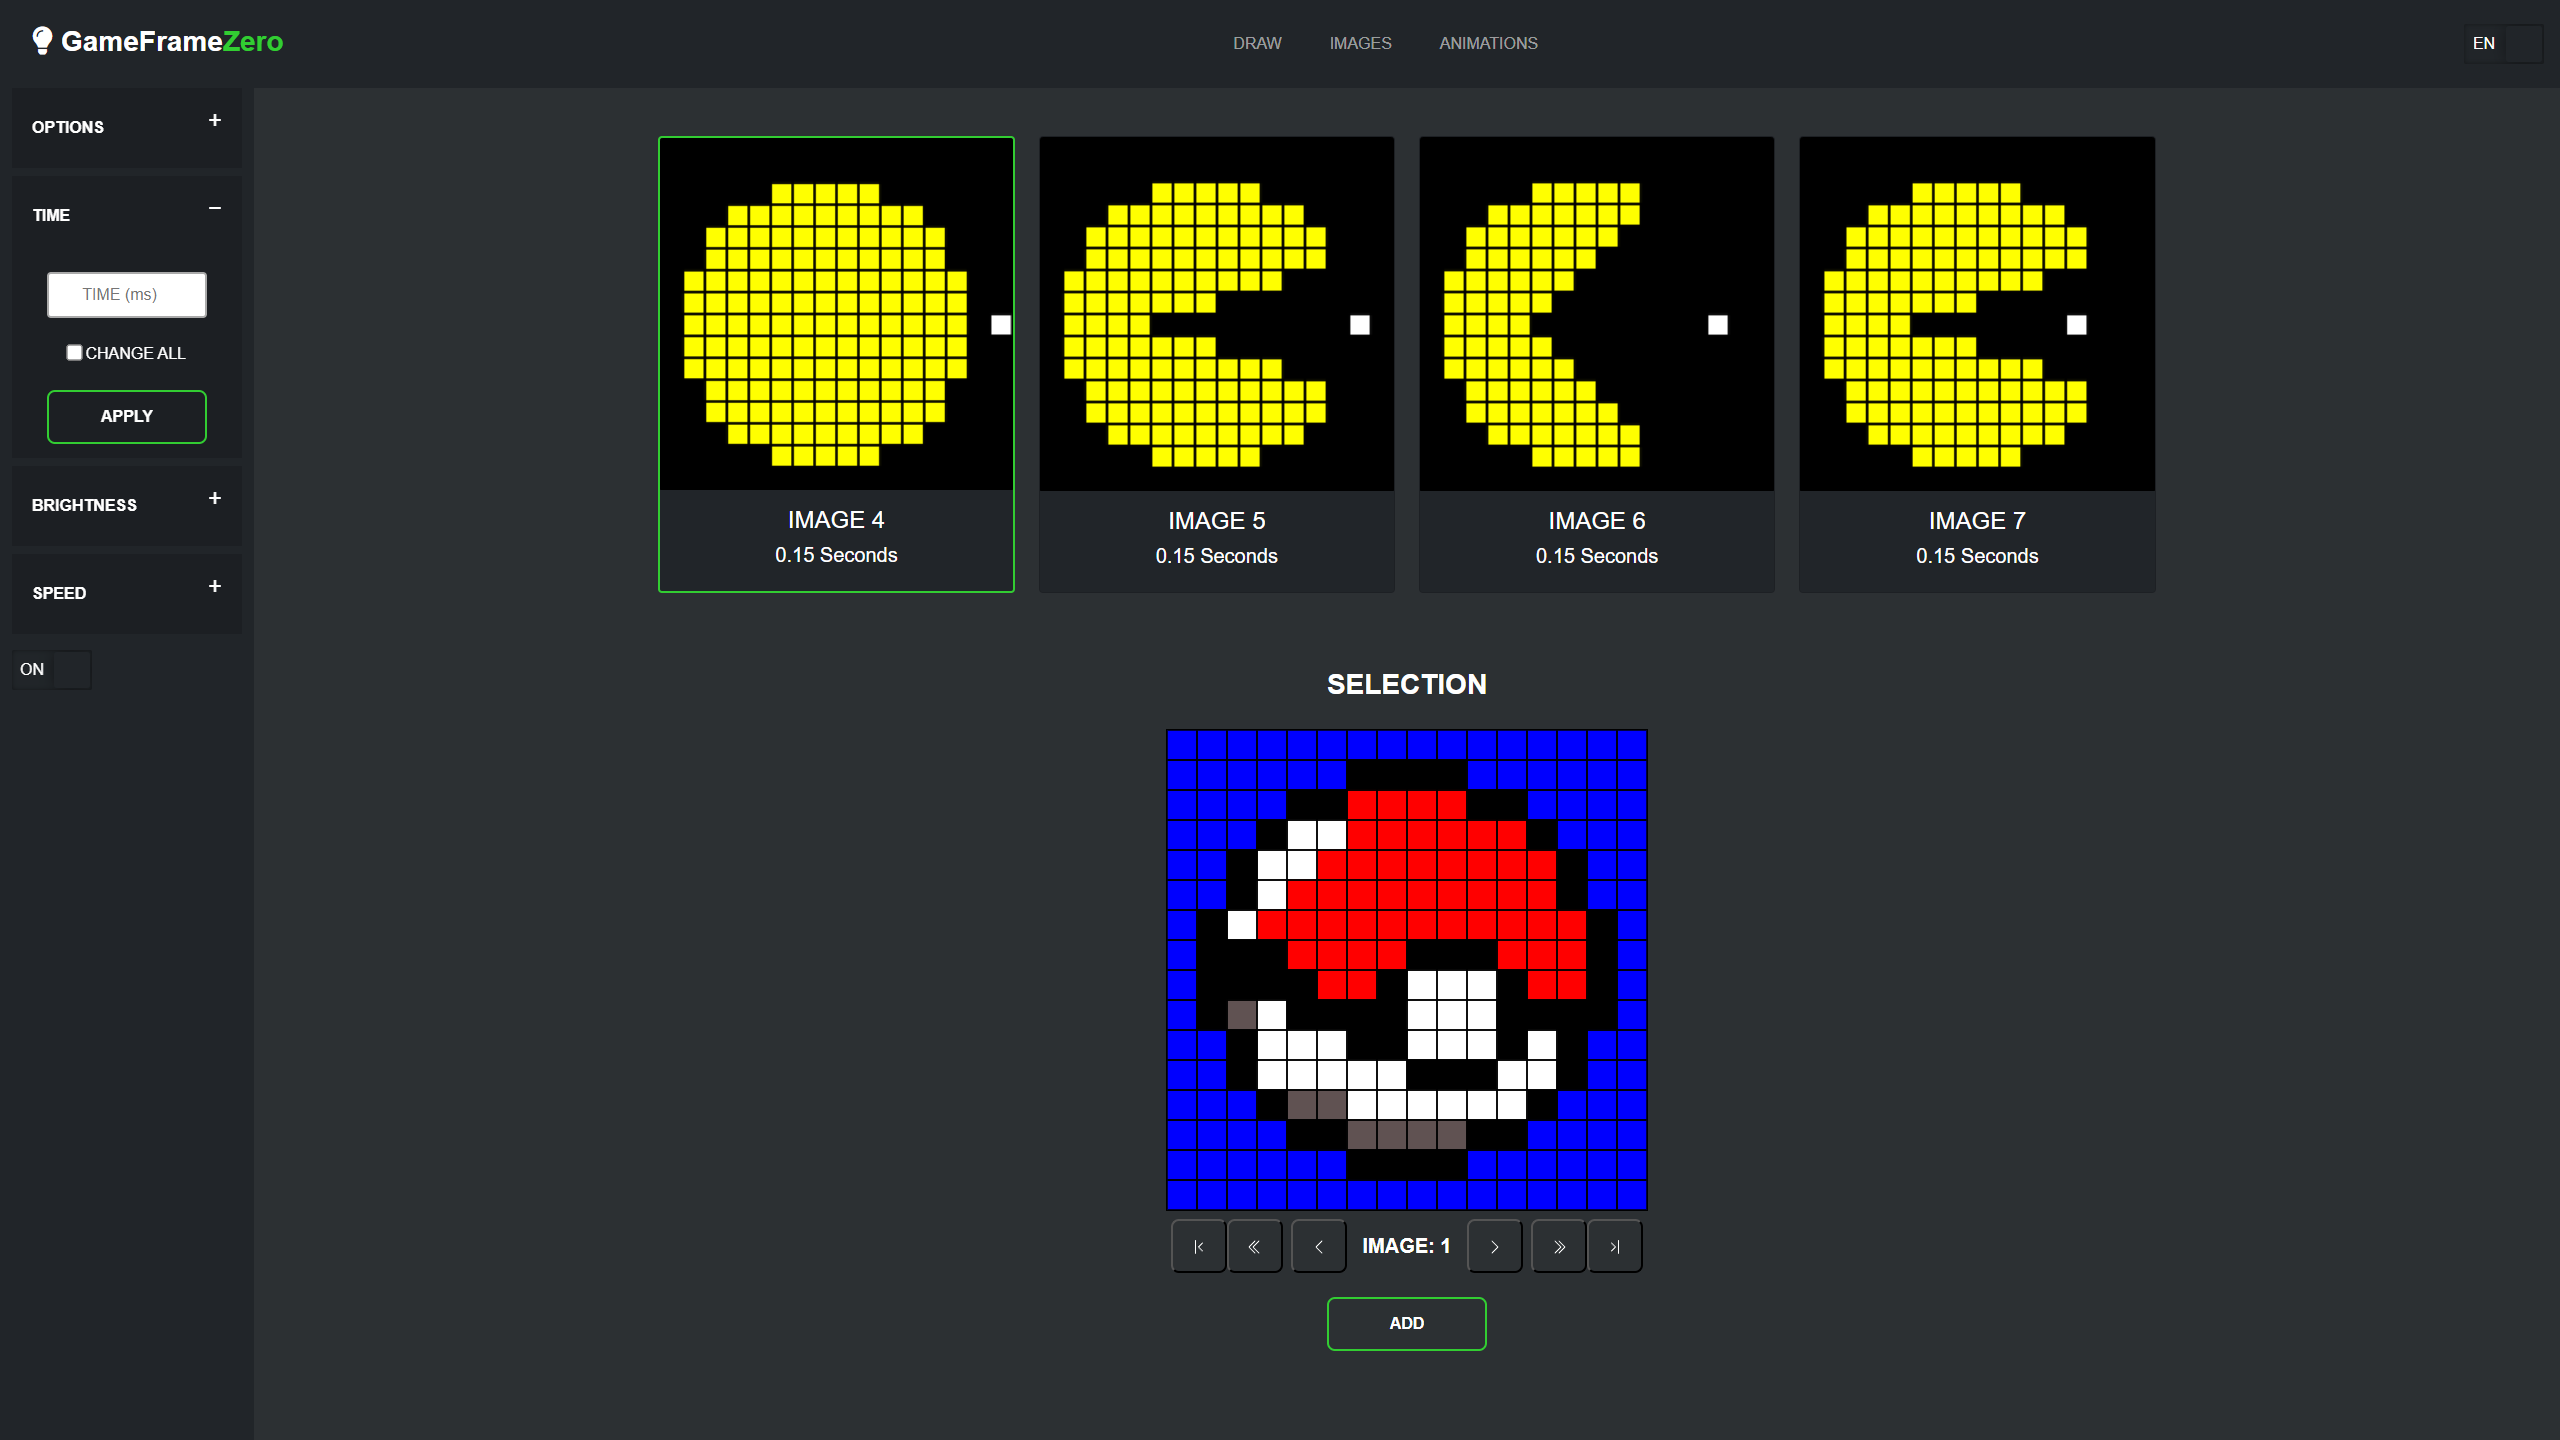 GameFrameZero
DRAW
IMAGES
ANIMATIONS
EN
OPTIONS
+
TIME
−
TIME (ms)
CHANGE ALL
APPLY
BRIGHTNESS
+
SPEED
+
ON
IMAGE 4
0.15 Seconds
IMAGE 5
0.15 Seconds
IMAGE 6
0.15 Seconds
IMAGE 7
0.15 Seconds
SELECTION
IMAGE: 1
ADD